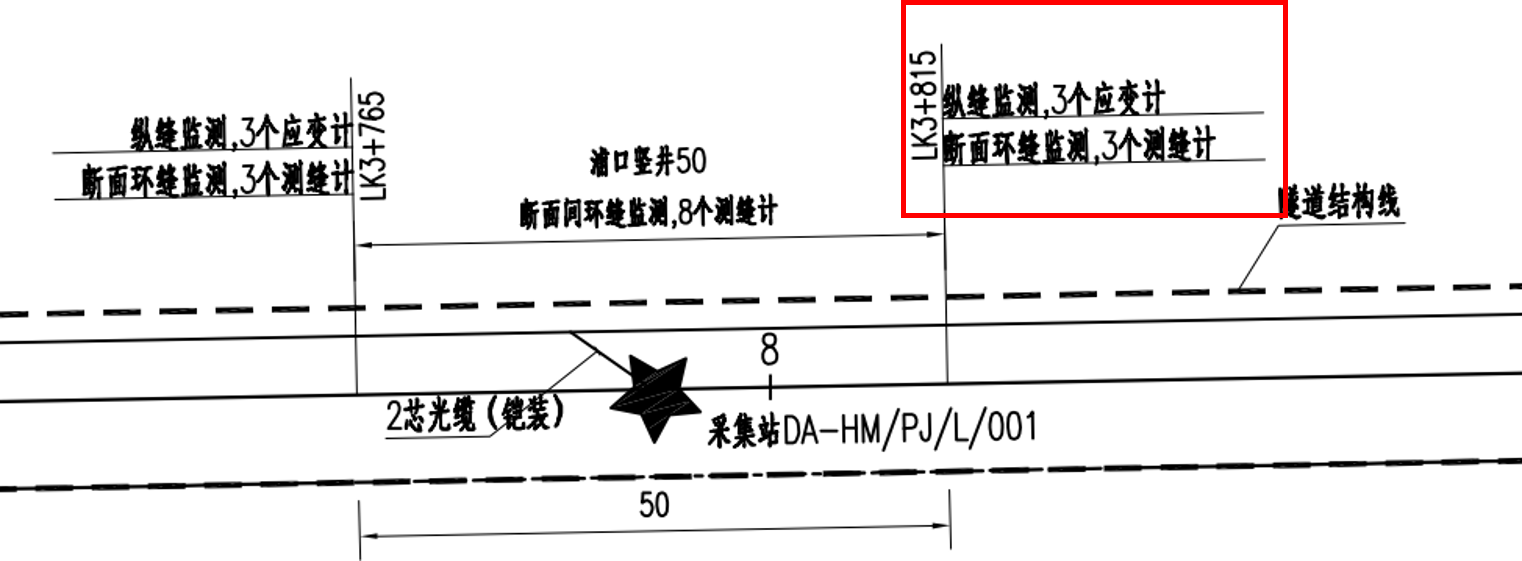 纵缝监测,3个应变计
断面环缝监测,3个测缝计
LK3+765
浦口竖井50
断面间环缝监测,8个测缝计
LK3+815
纵缝监测,3个应变计
断面环缝监测,3个测缝计
隧道结构线
8
2芯光缆(铠装)
采集站DA-HM/PJ/L/001
50